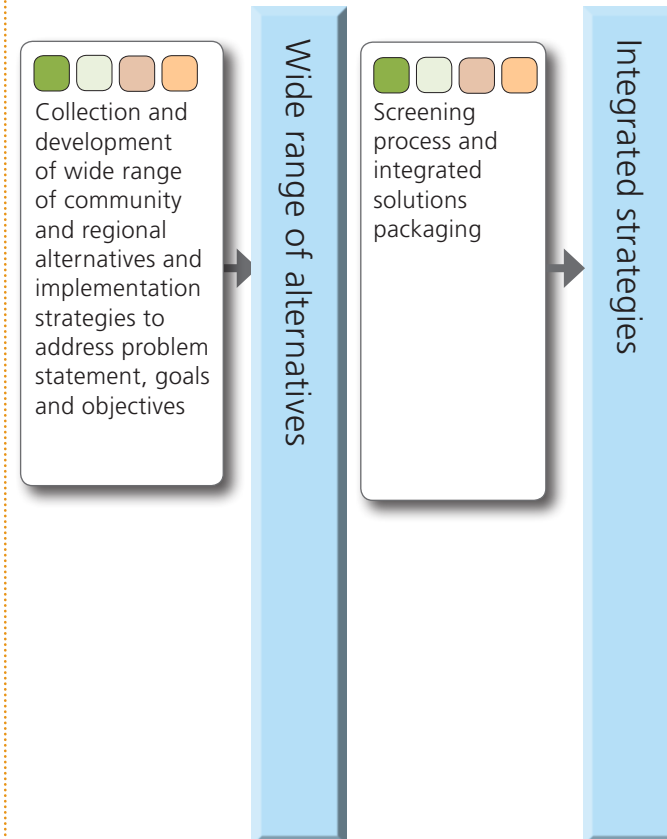 Collection and
development
of wide range
of community
and regional
alternatives and
implementation
strategies to
address problem
statement, goals
and objectives
Wide range of alternatives
Screening
process and
integrated
solutions
packaging
Integrated strategies